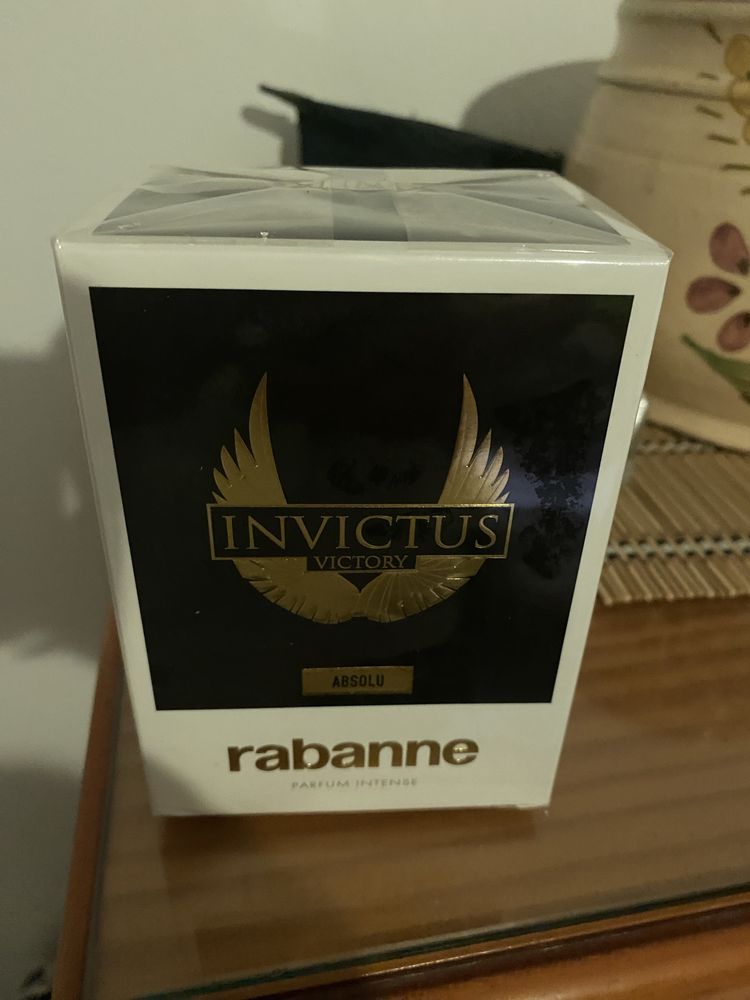 INVICTUS
VICTORY
ABSOLU
rabanne
PARFUM INTENSE